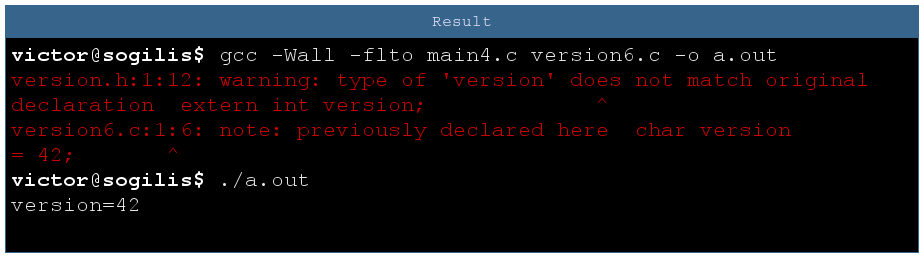 Result
victor@sogilis$ gcc -Wall -flto main4.c version6.c -o a.out
version.h:1:12: warning: type of 'version' does not match original
declaration  extern int version;             ^
version6.c:1:6: note: previously declared here  char version
= 42;       ^
victor@sogilis$ ./a.out
version=42